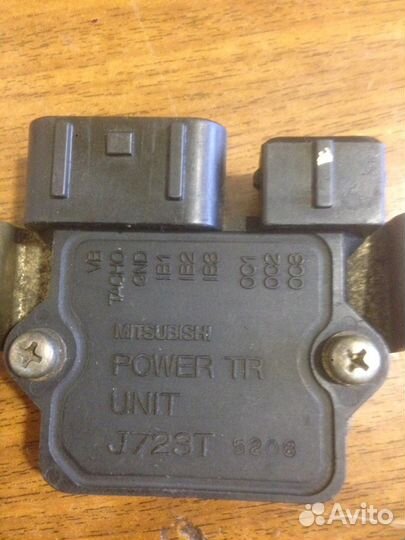 VB TACHO GND IB1 IB2 IB3 OC1 OC2 OC3
MITSUBISHI
POWER TR
UNIT
J723T 5208
Avito